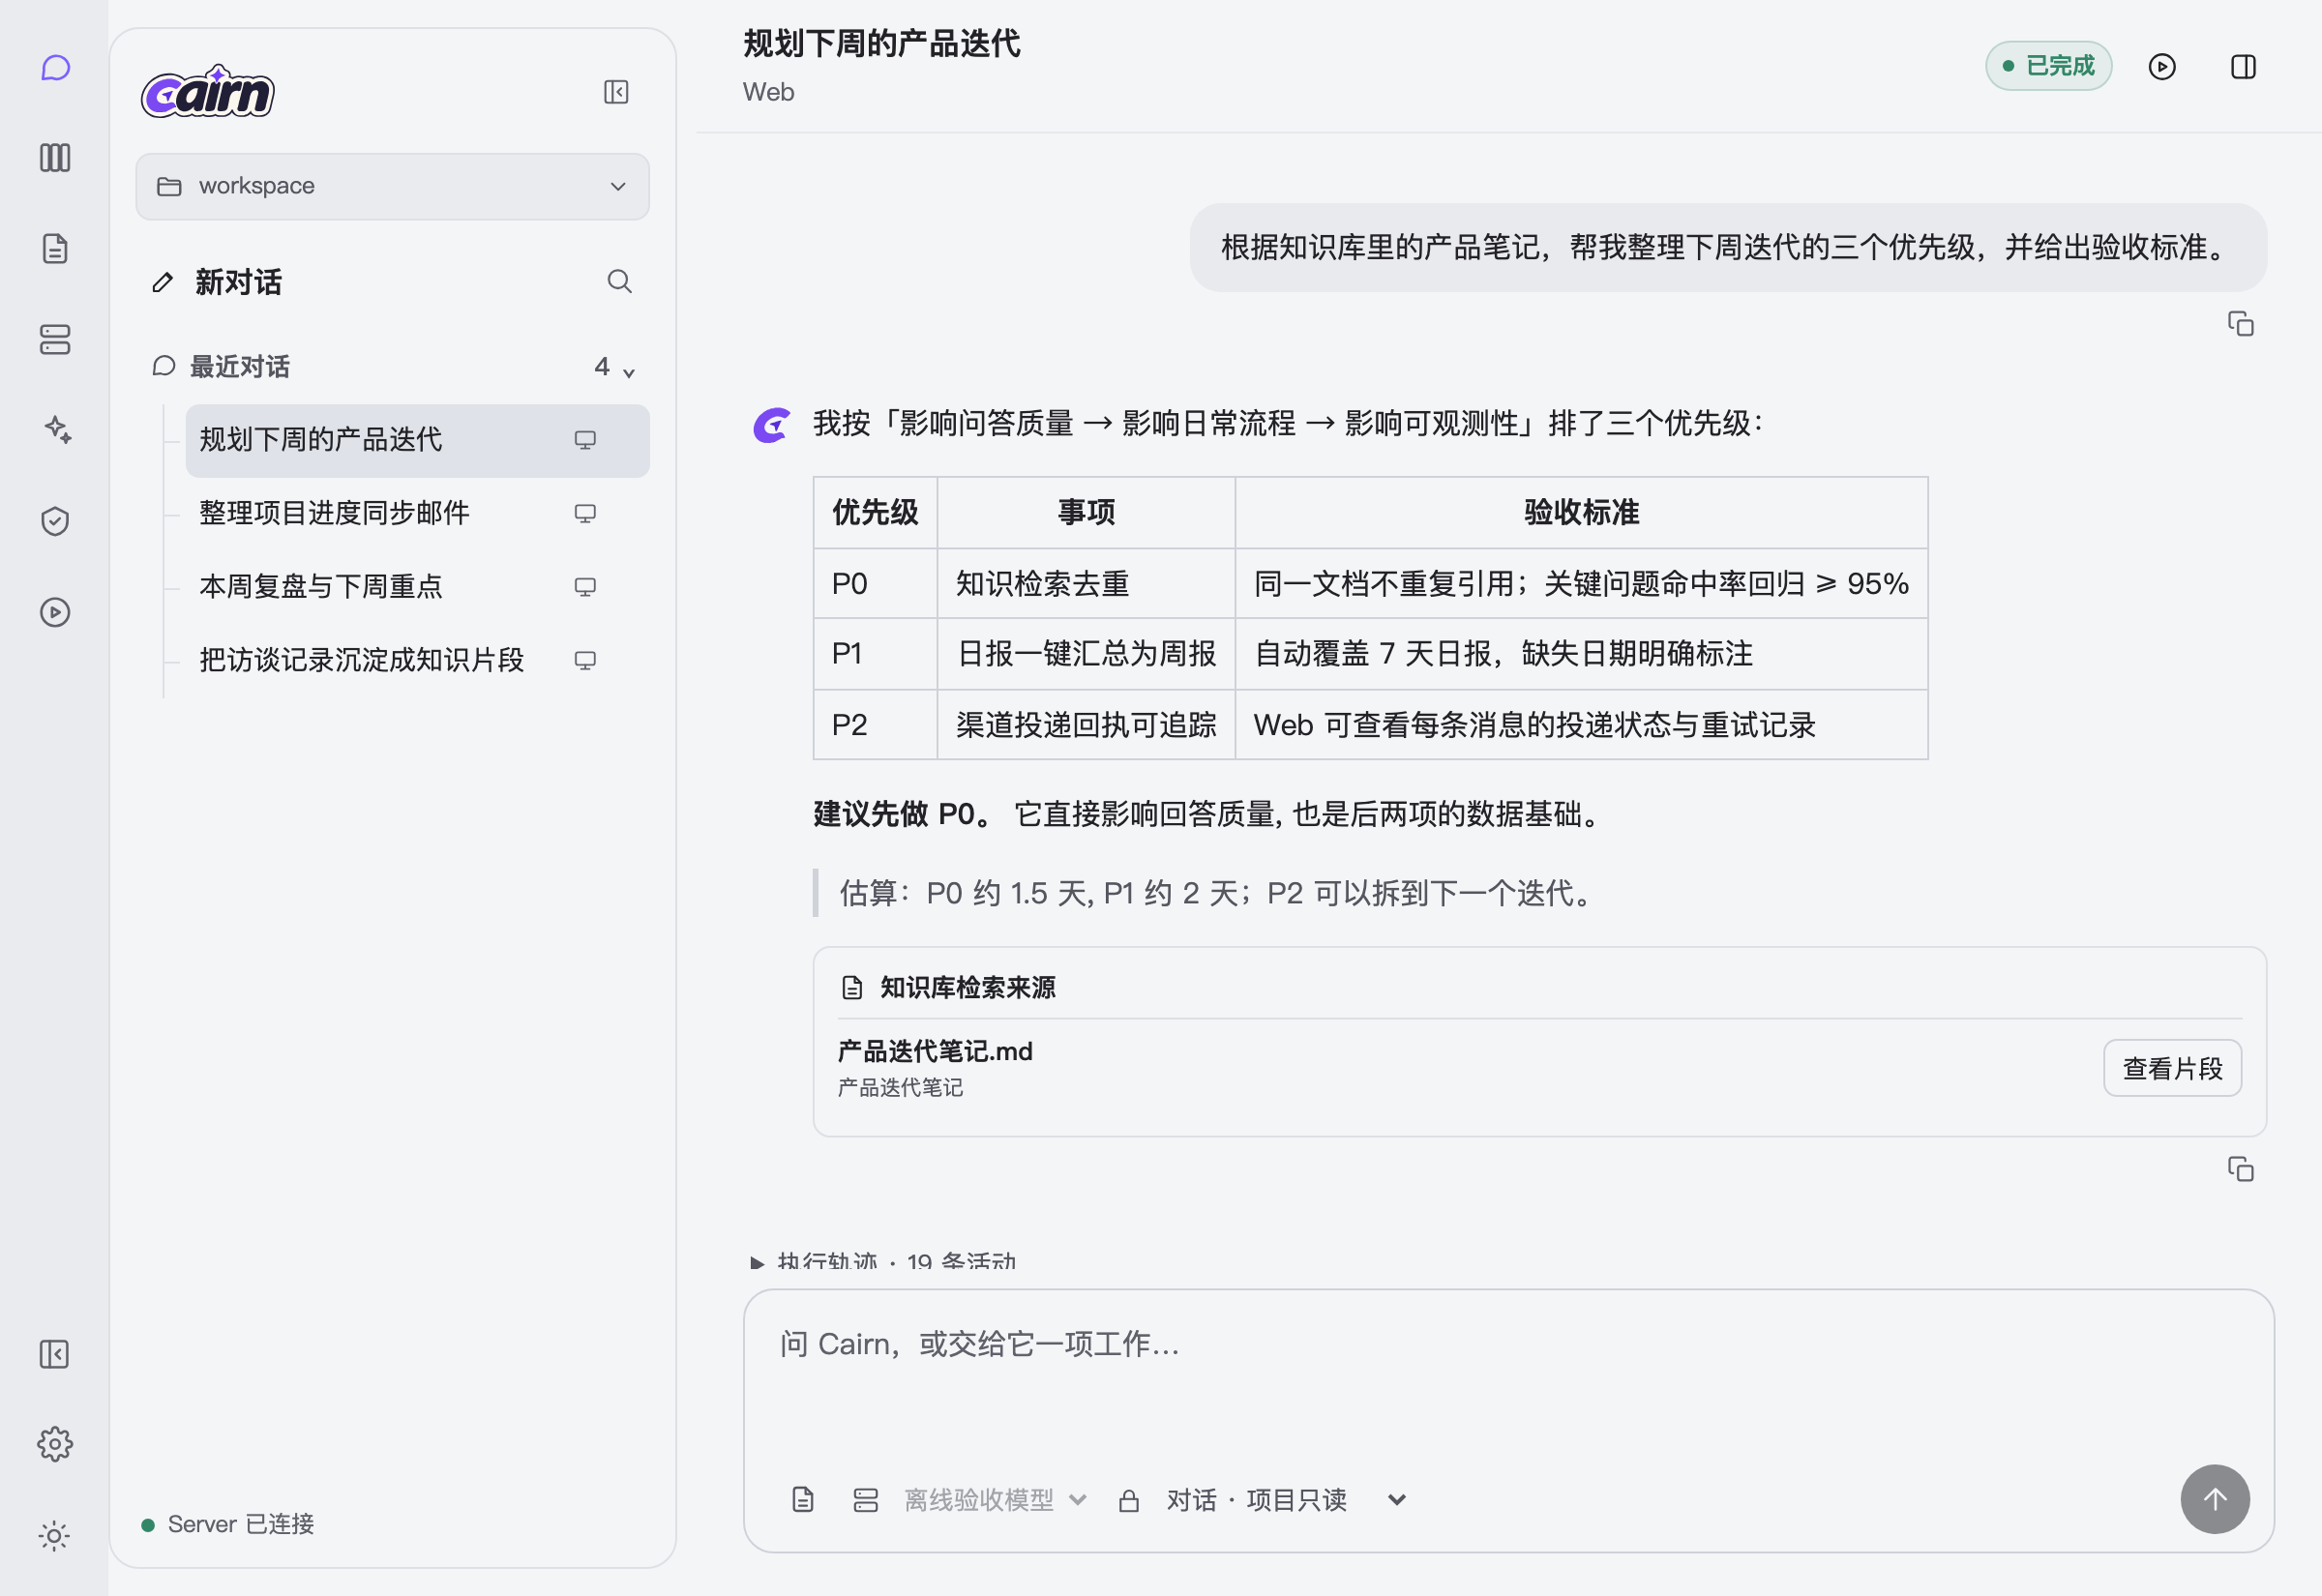 Cairn
workspace
新对话
最近对话 4
规划下周的产品迭代
整理项目进度同步邮件
本周复盘与下周重点
把访谈记录沉淀成知识片段
Server 已连接
规划下周的产品迭代
Web
已完成
根据知识库里的产品笔记，帮我整理下周迭代的三个优先级，并给出验收标准。
我按「影响问答质量 → 影响日常流程 → 影响可观测性」排了三个优先级：
优先级 事项 验收标准
P0 知识检索去重 同一文档不重复引用；关键问题命中率回归 ≥ 95%
P1 日报一键汇总为周报 自动覆盖 7 天日报，缺失日期明确标注
P2 渠道投递回执可追踪 Web 可查看每条消息的投递状态与重试记录
建议先做 P0。 它直接影响回答质量, 也是后两项的数据基础。
估算：P0 约 1.5 天, P1 约 2 天；P2 可以拆到下一个迭代。
知识库检索来源
产品迭代笔记.md
产品迭代笔记
查看片段
执行轨迹 · 19 条活动
问 Cairn，或交给它一项工作...
离线验收模型 对话 · 项目只读